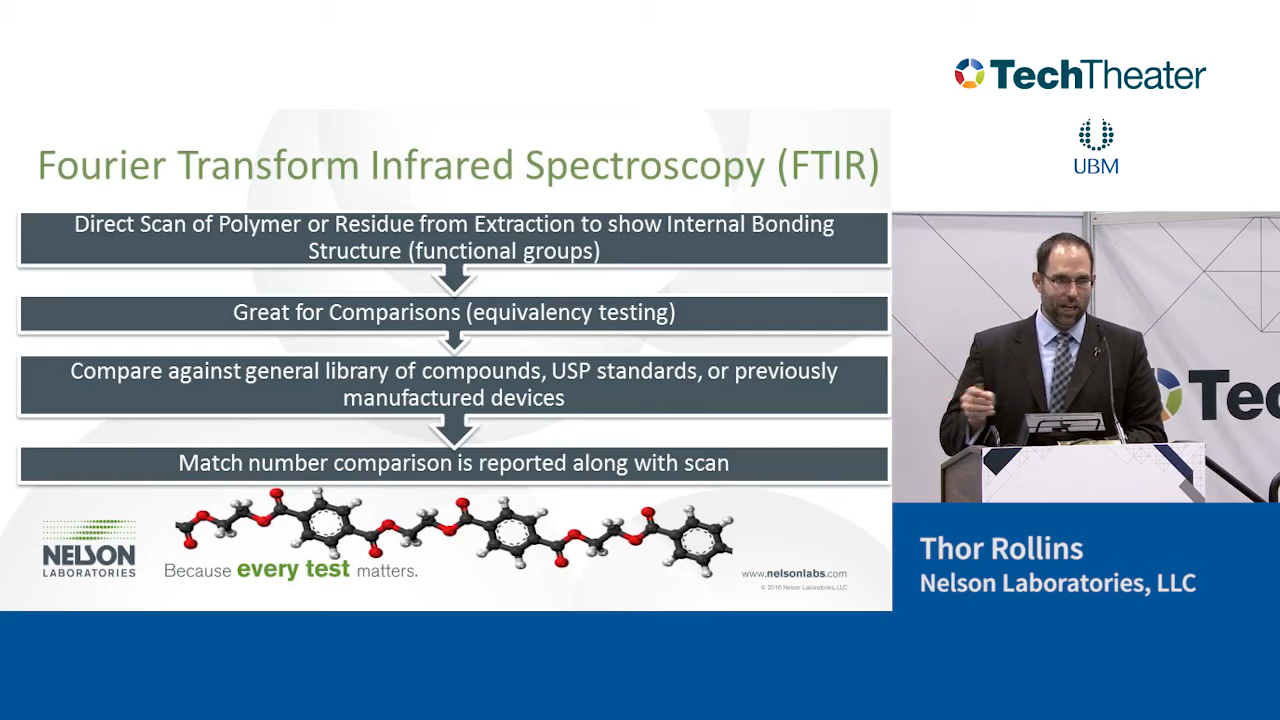 TechTheater
UBM
Fourier Transform Infrared Spectroscopy (FTIR)
Direct Scan of Polymer or Residue from Extraction to show Internal Bonding
Structure (functional groups)
Great for Comparisons (equivalency testing)
Compare against general library of compounds, USP standards, or previously
manufactured devices
Match number comparison is reported along with scan
NELSON
LABORATORIES
Because every test matters.
www.nelsonlabs.com
© 2016 Nelson Laboratories, LLC
Tec
Thor Rollins
Nelson Laboratories, LLC